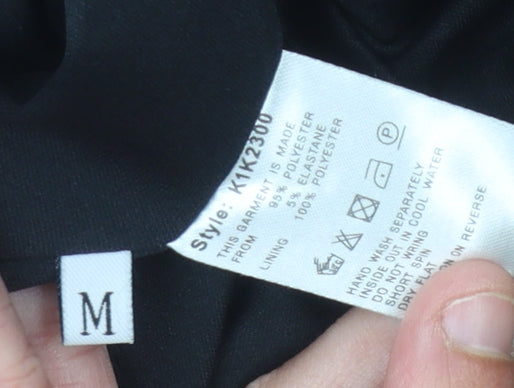 Style: K1K2300
THIS GARMENT IS MADE
FROM 95% POLYESTER
5% ELASTANE
LINING 100% POLYESTER
P
HAND WASH SEPARATELY
INSIDE OUT IN COOL WATER
DO NOT WRING
SHORT SPIN
DRY FLAT
ON REVERSE
M